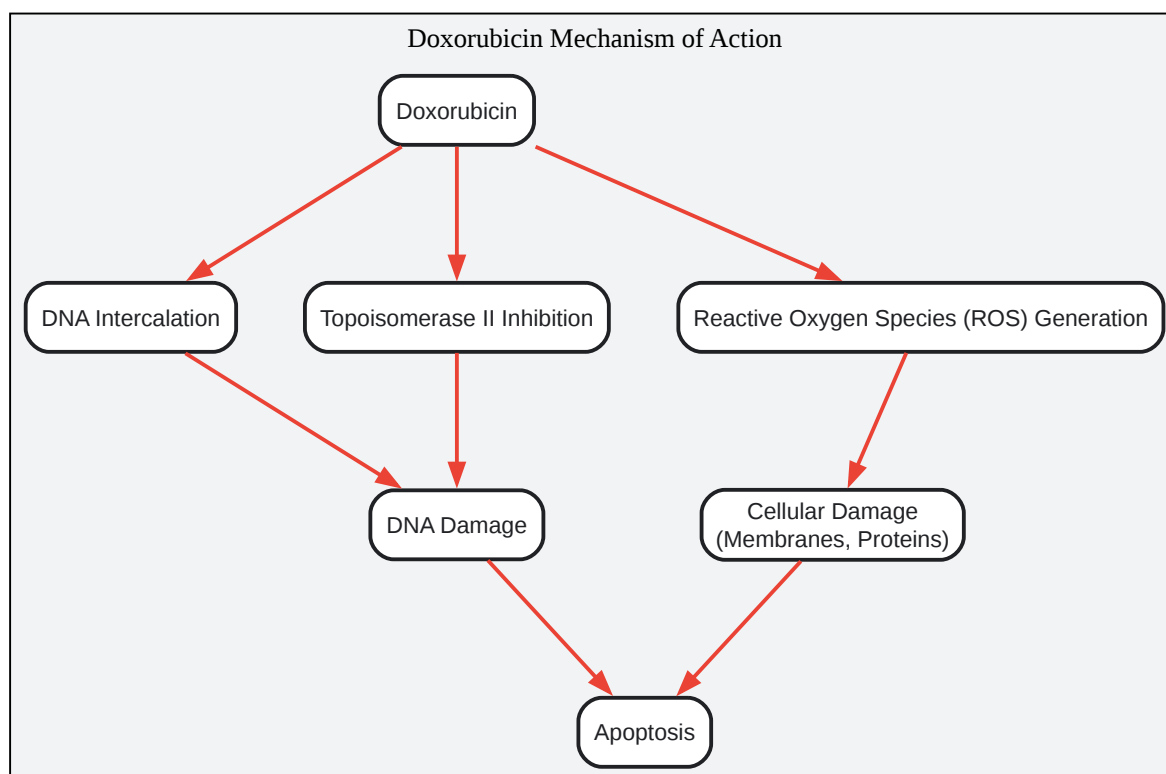 Doxorubicin Mechanism of Action
Doxorubicin
DNA Intercalation
Topoisomerase II Inhibition
Reactive Oxygen Species (ROS) Generation
DNA Damage
Cellular Damage
(Membranes, Proteins)
Apoptosis